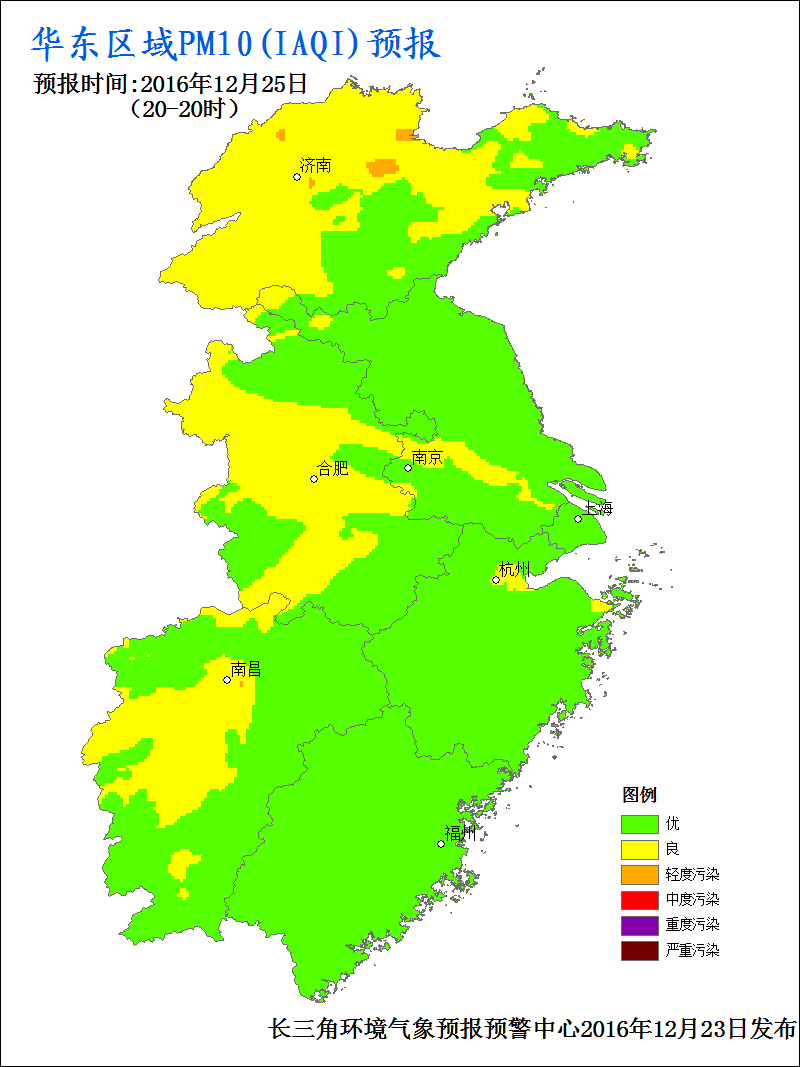 华东区域PM10(IAQI)预报
预报时间:2016年12月25日
(20-20时)
济南
南京
合肥
上海
杭州
南昌
福州
图例
优
良
轻度污染
中度污染
重度污染
严重污染
长三角环境气象预报预警中心2016年12月23日发布